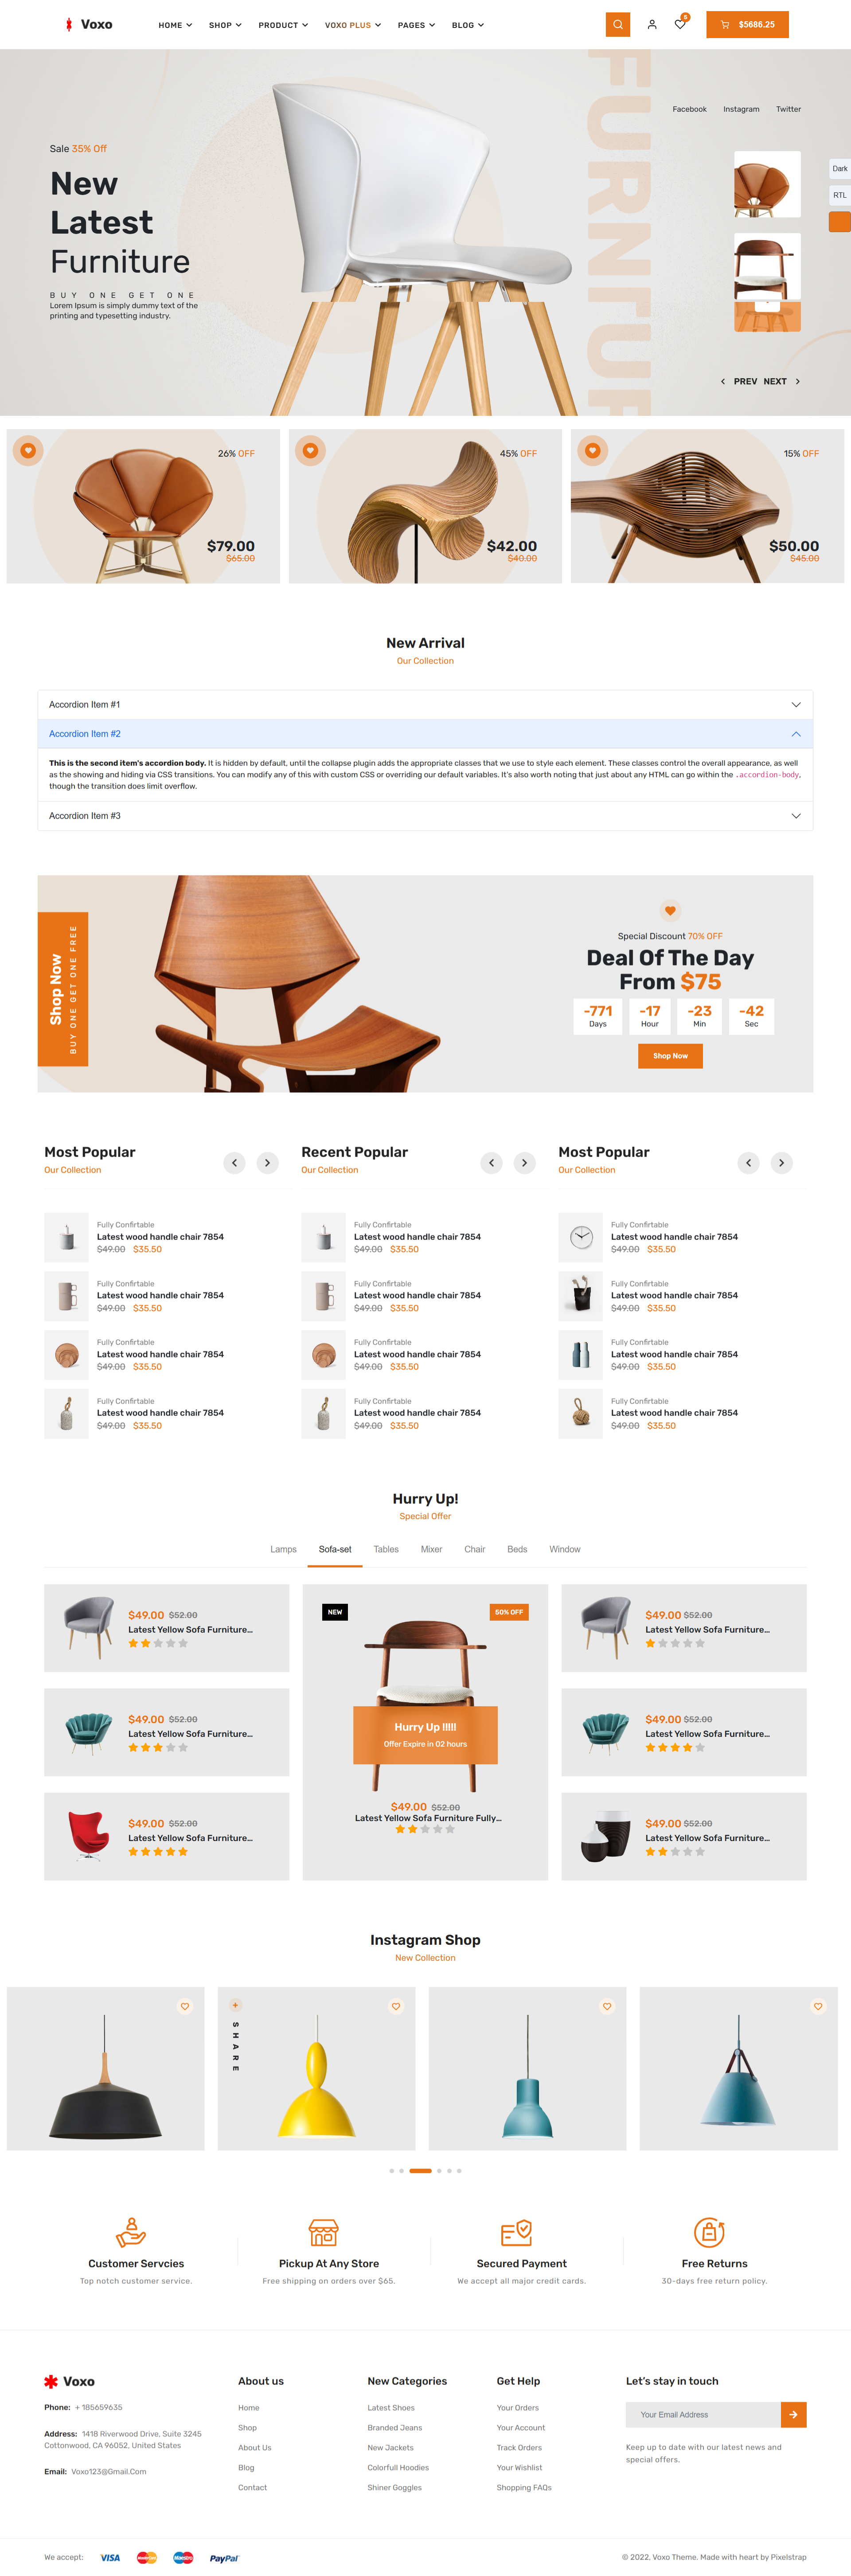 Voxo
HOME
SHOP
PRODUCT
VOXO PLUS
PAGES
BLOG
$5686.25
Facebook
Instagram
Twitter
Sale 35% Off
New
Latest
Furniture
BUY ONE GET ONE
Lorem Ipsum is simply dummy text of the
printing and typesetting industry.
FURNITURE
Dark
RTL
PREV NEXT
26% OFF
$79.00
$65.00
45% OFF
$42.00
$40.00
15% OFF
$50.00
$45.00
New Arrival
Our Collection
Accordion Item #1
Accordion Item #2
This is the second item's accordion body. It is hidden by default, until the collapse plugin adds the appropriate classes that we use to style each element. These classes control the overall appearance, as well
as the showing and hiding via CSS transitions. You can modify any of this with custom CSS or overriding our default variables. It's also worth noting that just about any HTML can go within the .accordion-body,
though the transition does limit overflow.
Accordion Item #3
Shop Now
BUY ONE GET ONE FREE
Special Discount 70% OFF
Deal Of The Day
From $75
-771
Days
-17
Hour
-23
Min
-42
Sec
Shop Now
Most Popular
Our Collection
Fully Confirtable
Latest wood handle chair 7854
$49.00 $35.50
Fully Confirtable
Latest wood handle chair 7854
$49.00 $35.50
Fully Confirtable
Latest wood handle chair 7854
$49.00 $35.50
Fully Confirtable
Latest wood handle chair 7854
$49.00 $35.50
Recent Popular
Our Collection
Fully Confirtable
Latest wood handle chair 7854
$49.00 $35.50
Fully Confirtable
Latest wood handle chair 7854
$49.00 $35.50
Fully Confirtable
Latest wood handle chair 7854
$49.00 $35.50
Fully Confirtable
Latest wood handle chair 7854
$49.00 $35.50
Most Popular
Our Collection
Fully Confirtable
Latest wood handle chair 7854
$49.00 $35.50
Fully Confirtable
Latest wood handle chair 7854
$49.00 $35.50
Fully Confirtable
Latest wood handle chair 7854
$49.00 $35.50
Fully Confirtable
Latest wood handle chair 7854
$49.00 $35.50
Hurry Up!
Special Offer
Lamps
Sofa-set
Tables
Mixer
Chair
Beds
Window
$49.00 $52.00
Latest Yellow Sofa Furniture...
$49.00 $52.00
Latest Yellow Sofa Furniture...
$49.00 $52.00
Latest Yellow Sofa Furniture...
NEW
50% OFF
Hurry Up !!!!!
Offer Expire in 02 hours
$49.00 $52.00
Latest Yellow Sofa Furniture Fully...
$49.00 $52.00
Latest Yellow Sofa Furniture...
$49.00 $52.00
Latest Yellow Sofa Furniture...
$49.00 $52.00
Latest Yellow Sofa Furniture...
Instagram Shop
New Collection
SHARE
Customer Servcies
Top notch customer service.
Pickup At Any Store
Free shipping on orders over $65.
Secured Payment
We accept all major credit cards.
Free Returns
30-days free return policy.
Voxo
Phone: + 185659635
Address: 1418 Riverwood Drive, Suite 3245
Cottonwood, CA 96052, United States
Email: Voxo123@Gmail.Com
About us
Home
Shop
About Us
Blog
Contact
New Categories
Latest Shoes
Branded Jeans
New Jackets
Colorfull Hoodies
Shiner Goggles
Get Help
Your Orders
Your Account
Track Orders
Your Wishlist
Shopping FAQs
Let's stay in touch
Your Email Address
Keep up to date with our latest news and
special offers.
We accept:
VISA
MasterCard
Maestro
PayPal
© 2022, Voxo Theme. Made with heart by Pixelstrap